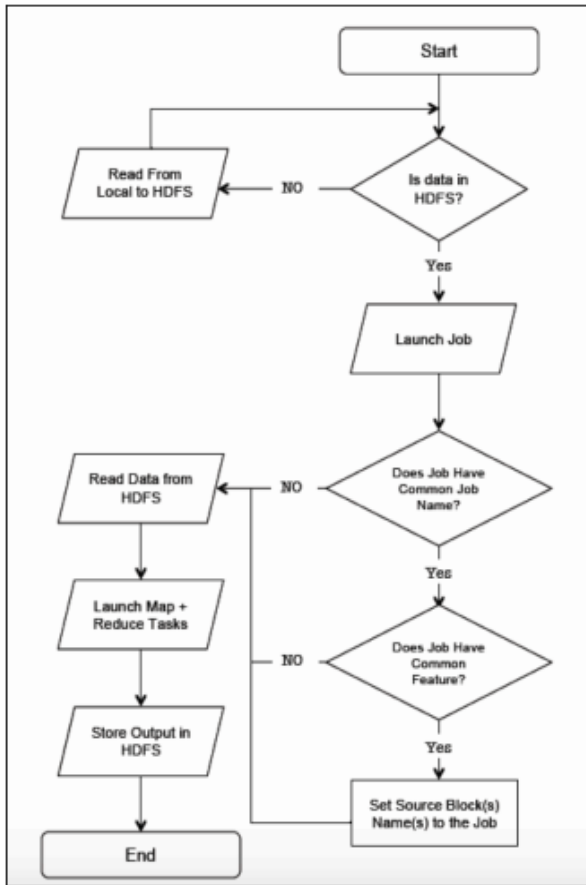 Start
Is data in
HDFS?
NO
Read From
Local to HDFS
Yes
Launch Job
Does Job Have
Common Job
Name?
NO
Read Data from
HDFS
Yes
Launch Map +
Reduce Tasks
Does Job Have
Common
Feature?
NO
Store Output in
HDFS
Yes
Set Source Block(s)
Name(s) to the Job
End